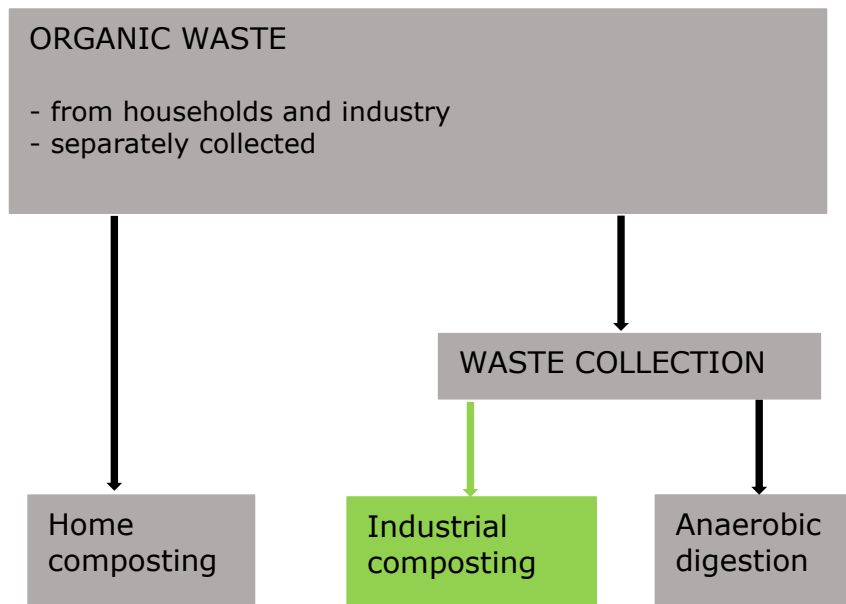 ORGANIC WASTE
- from households and industry
- separately collected
WASTE COLLECTION
Home
composting
Industrial
composting
Anaerobic
digestion